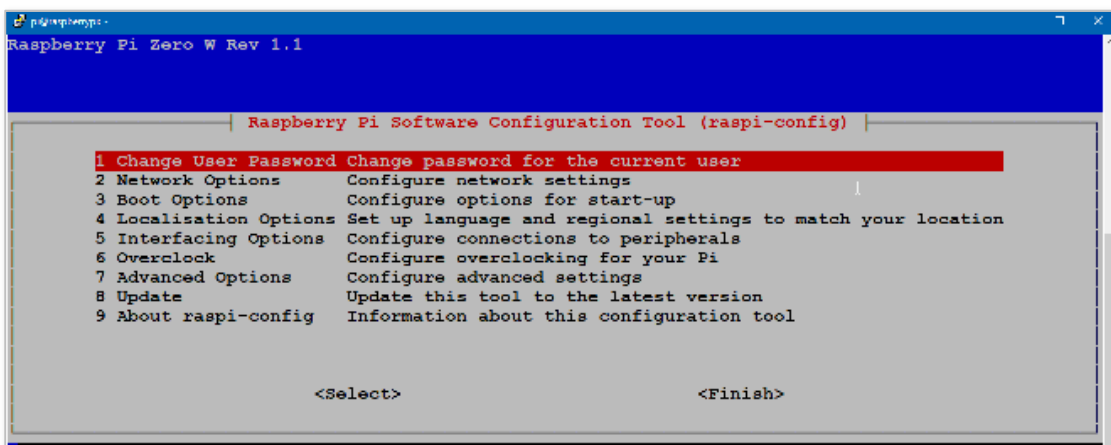 pi@raspberrypi: ~
Raspberry Pi Zero W Rev 1.1
Raspberry Pi Software Configuration Tool (raspi-config)
1 Change User Password Change password for the current user
2 Network Options Configure network settings
3 Boot Options Configure options for start-up
4 Localisation Options Set up language and regional settings to match your location
5 Interfacing Options Configure connections to peripherals
6 Overclock Configure overclocking for your Pi
7 Advanced Options Configure advanced settings
8 Update Update this tool to the latest version
9 About raspi-config Information about this configuration tool
<Select> <Finish>